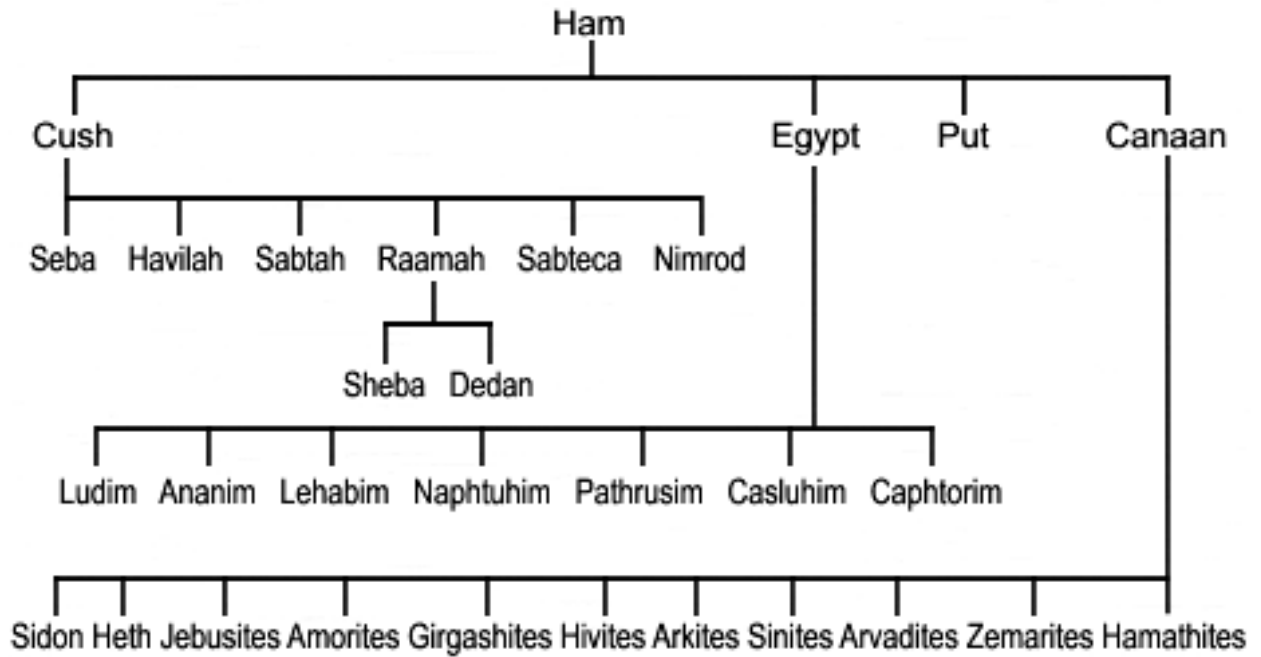 Ham
Cush Egypt Put Canaan
Seba Havilah Sabtah Raamah Sabteca Nimrod
Sheba Dedan
Ludim Ananim Lehabim Naphtuhim Pathrusim Casluhim Caphtorim
Sidon Heth Jebusites Amorites Girgashites Hivites Arkites Sinites Arvadites Zemarites Hamathites